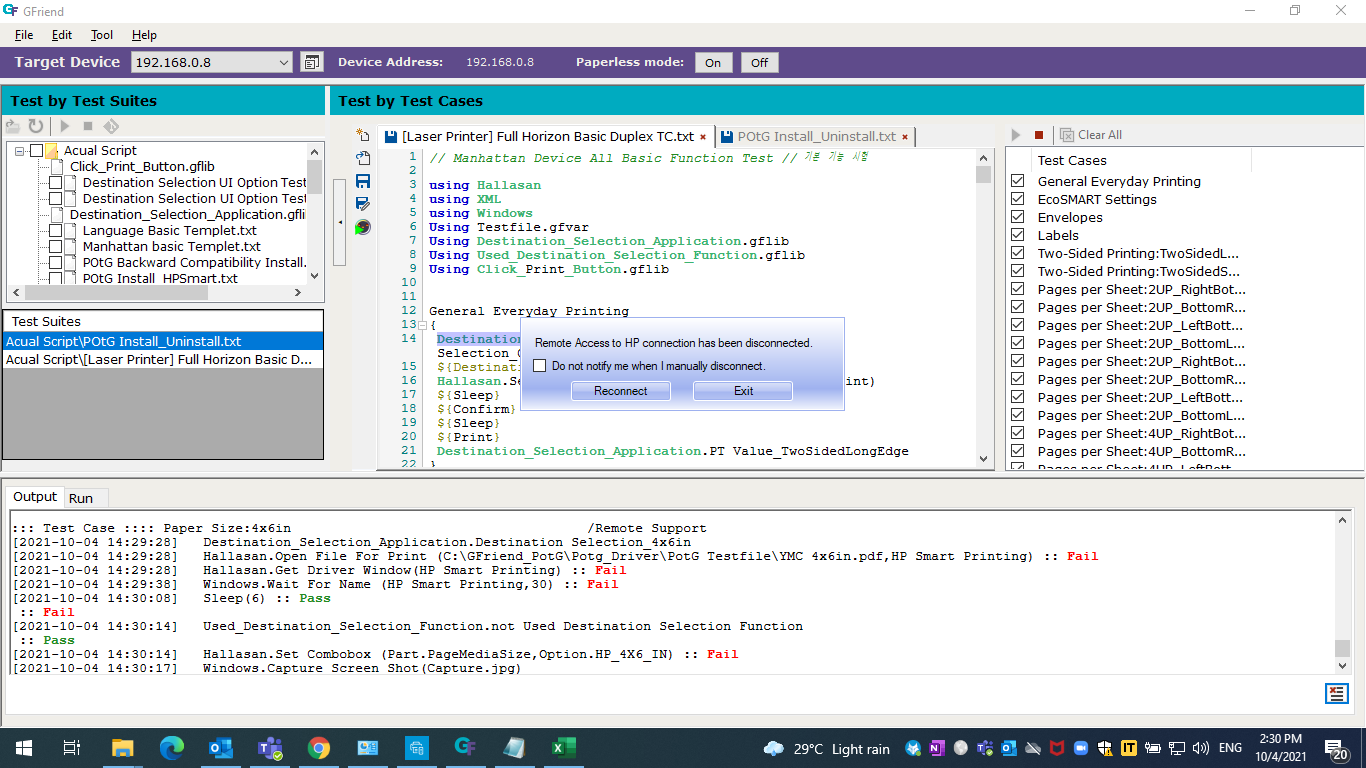 GFriend
File Edit Tool Help
Target Device 192.168.0.8 Device Address: 192.168.0.8 Paperless mode: On Off
Test by Test Suites
Test by Test Cases
Acual Script
Click_Print_Button.gflib
Destination Selection UI Option Test
Destination Selection UI Option Test
Destination_Selection_Application.gfli
Language Basic Templet.txt
Manhattan basic Templet.txt
POtG Backward Compatibility Install.
POtG Install_HPSmart.txt
Test Suites
Acual Script\POtG Install_Uninstall.txt
Acual Script\[Laser Printer] Full Horizon Basic D...
[Laser Printer] Full Horizon Basic Duplex TC.txt × POtG Install_Uninstall.txt ×
1 // Manhattan Device All Basic Function Test // 기본 기능 시험
2
3 using Hallasan
4 using XML
5 using Windows
6 Using Testfile.gfvar
7 Using Destination_Selection_Application.gflib
8 Using Used_Destination_Selection_Function.gflib
9 Using Click_Print_Button.gflib
10
11
12 General Everyday Printing
13 {
14 Destination
Selection_
15 ${Destinati
16 Hallasan.Se int)
17 ${Sleep}
18 ${Confirm}
19 ${Sleep}
20 ${Print}
21 Destination_Selection_Application.PT Value_TwoSidedLongEdge
22 }
Remote Access to HP connection has been disconnected.
Do not notify me when I manually disconnect.
Reconnect Exit
Clear All
Test Cases
General Everyday Printing
EcoSMART Settings
Envelopes
Labels
Two-Sided Printing:TwoSidedL...
Two-Sided Printing:TwoSidedS...
Pages per Sheet:2UP_RightBot...
Pages per Sheet:2UP_BottomR...
Pages per Sheet:2UP_LeftBott...
Pages per Sheet:2UP_BottomL...
Pages per Sheet:2UP_RightBot...
Pages per Sheet:2UP_BottomR...
Pages per Sheet:2UP_LeftBott...
Pages per Sheet:2UP_BottomL...
Pages per Sheet:4UP_RightBot...
Pages per Sheet:4UP_BottomR...
Pages per Sheet:4UP_LeftBott
Output Run
::: Test Case :::: Paper Size:4x6in /Remote Support
[2021-10-04 14:29:28] Destination_Selection_Application.Destination Selection_4x6in
[2021-10-04 14:29:28] Hallasan.Open File For Print (C:\GFriend_PotG\Potg_Driver\PotG Testfile\YMC 4x6in.pdf,HP Smart Printing) :: Fail
[2021-10-04 14:29:38] Hallasan.Get Driver Window(HP Smart Printing) :: Fail
[2021-10-04 14:29:38] Windows.Wait For Name (HP Smart Printing,30) :: Fail
[2021-10-04 14:30:08] Sleep(6) :: Pass
:: Fail
[2021-10-04 14:30:14] Used_Destination_Selection_Function.not Used Destination Selection Function
:: Pass
[2021-10-04 14:30:14] Hallasan.Set Combobox (Part.PageMediaSize,Option.HP_4X6_IN) :: Fail
[2021-10-04 14:30:17] Windows.Capture Screen Shot(Capture.jpg)
29°C Light rain ENG 2:30 PM
10/4/2021
20